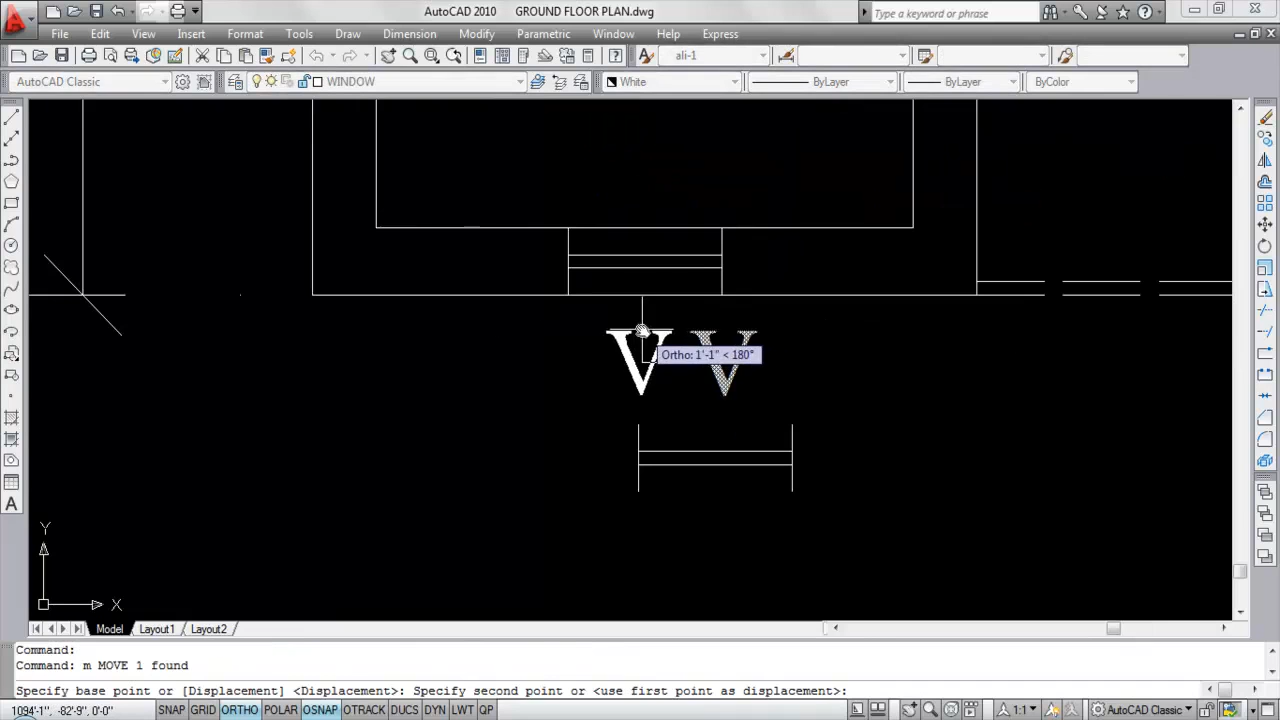 AutoCAD 2010 GROUND FLOOR PLAN.dwg
Type a keyword or phrase
File Edit View Insert Format Tools Draw Dimension Modify Parametric Window Help Express
ali-1
AutoCAD Classic
WINDOW
White
ByLayer
ByLayer
ByColor
V V
Ortho: 1'-1" < 180°
Y
X
Model Layout1 Layout2
Command:
Command: m MOVE 1 found
Specify base point or [Displacement] <Displacement>: Specify second point or <use first point as displacement>:
1094'-1", -82'-9", 0'-0" SNAP GRID ORTHO POLAR OSNAP OTRACK DUCS DYN LWT QP 1:1 AutoCAD Classic